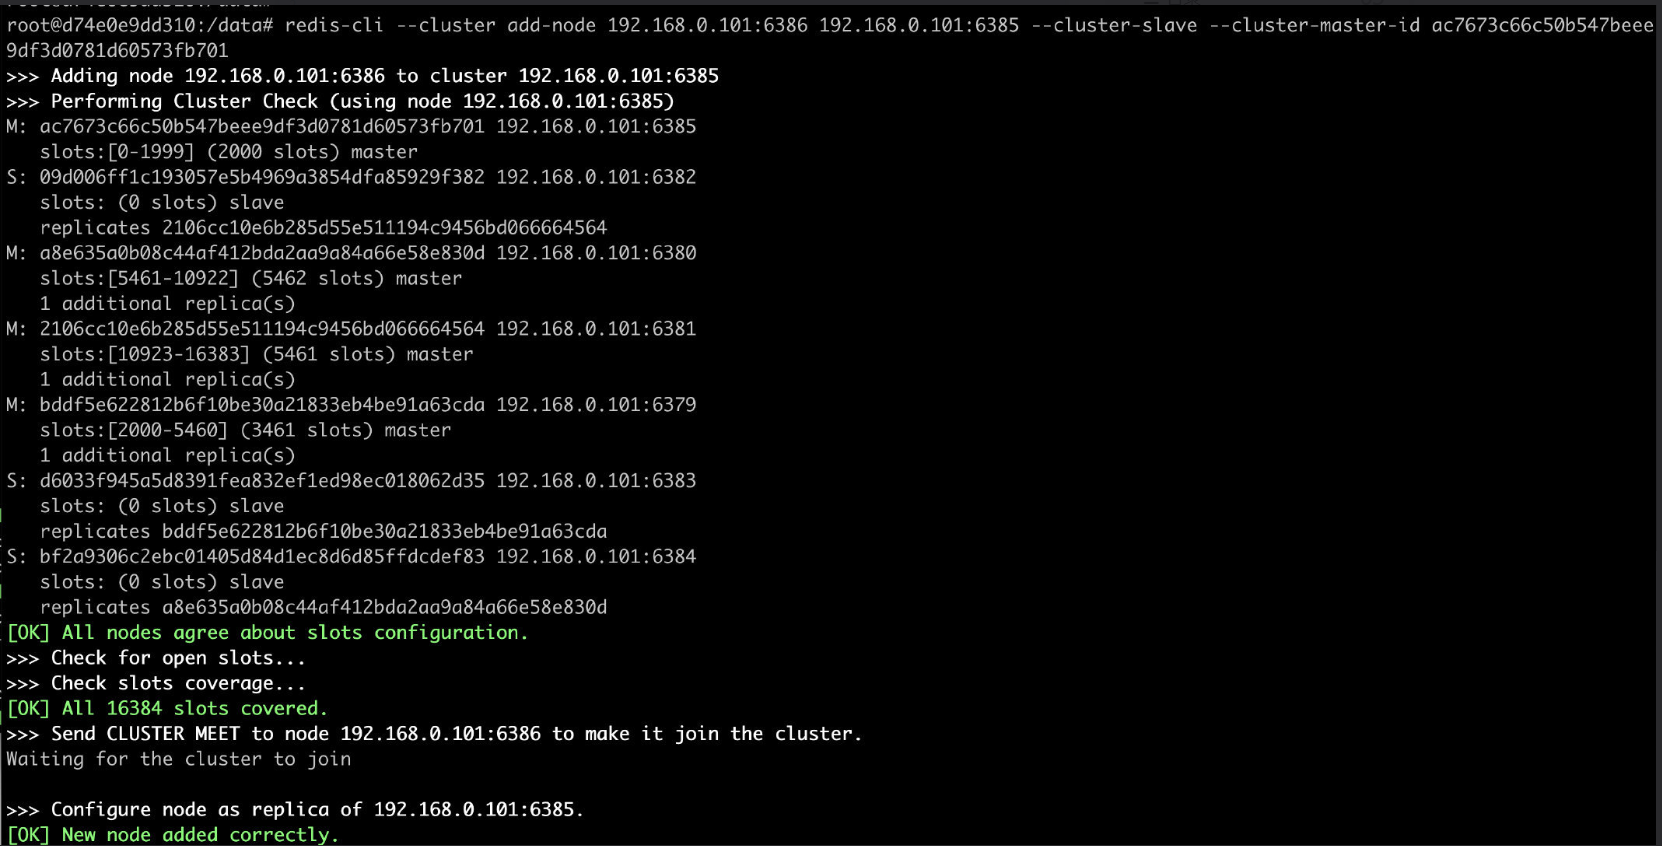 root@d74e0e9dd310:/data# redis-cli --cluster add-node 192.168.0.101:6386 192.168.0.101:6385 --cluster-slave --cluster-master-id ac7673c66c50b547beee
9df3d0781d60573fb701
>>> Adding node 192.168.0.101:6386 to cluster 192.168.0.101:6385
>>> Performing Cluster Check (using node 192.168.0.101:6385)
M: ac7673c66c50b547beee9df3d0781d60573fb701 192.168.0.101:6385
   slots:[0-1999] (2000 slots) master
S: 09d006ff1c193057e5b4969a3854dfa85929f382 192.168.0.101:6382
   slots: (0 slots) slave
   replicates 2106cc10e6b285d55e511194c9456bd066664564
M: a8e635a0b08c44af412bda2aa9a84a66e58e830d 192.168.0.101:6380
   slots:[5461-10922] (5462 slots) master
   1 additional replica(s)
M: 2106cc10e6b285d55e511194c9456bd066664564 192.168.0.101:6381
   slots:[10923-16383] (5461 slots) master
   1 additional replica(s)
M: bddf5e622812b6f10be30a21833eb4be91a63cda 192.168.0.101:6379
   slots:[2000-5460] (3461 slots) master
   1 additional replica(s)
S: d6033f945a5d8391fea832ef1ed98ec018062d35 192.168.0.101:6383
   slots: (0 slots) slave
   replicates bddf5e622812b6f10be30a21833eb4be91a63cda
S: bf2a9306c2ebc01405d84d1ec8d6d85ffdcdef83 192.168.0.101:6384
   slots: (0 slots) slave
   replicates a8e635a0b08c44af412bda2aa9a84a66e58e830d
[OK] All nodes agree about slots configuration.
>>> Check for open slots...
>>> Check slots coverage...
[OK] All 16384 slots covered.
>>> Send CLUSTER MEET to node 192.168.0.101:6386 to make it join the cluster.
Waiting for the cluster to join
>>> Configure node as replica of 192.168.0.101:6385.
[OK] New node added correctly.